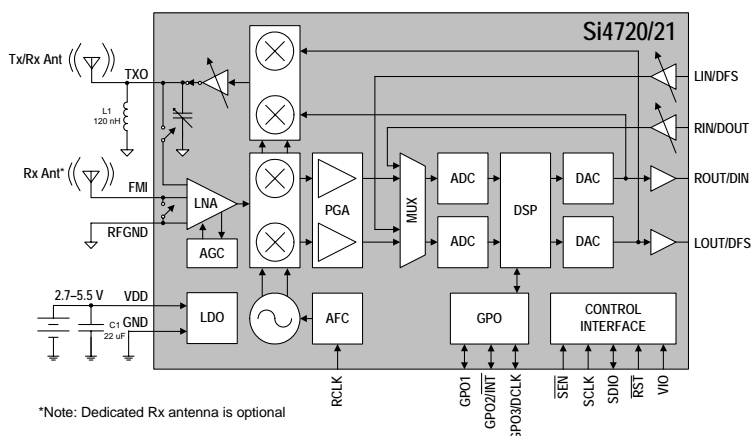 Si4720/21
Tx/Rx Ant
TXO
LIN/DFS
L1
120 nH
RIN/DOUT
Rx Ant*
FMI
LNA
PGA
MUX
ADC
DSP
DAC
ROUT/DIN
RFGND
AGC
ADC
DAC
LOUT/DFS
2.7–5.5 V
VDD
GND
C1
22 uF
LDO
AFC
GPO
CONTROL
INTERFACE
RCLK
GPO1
GPO2/INT
GPO3/DCLK
SEN
SCLK
SDIO
RST
VIO
*Note: Dedicated Rx antenna is optional